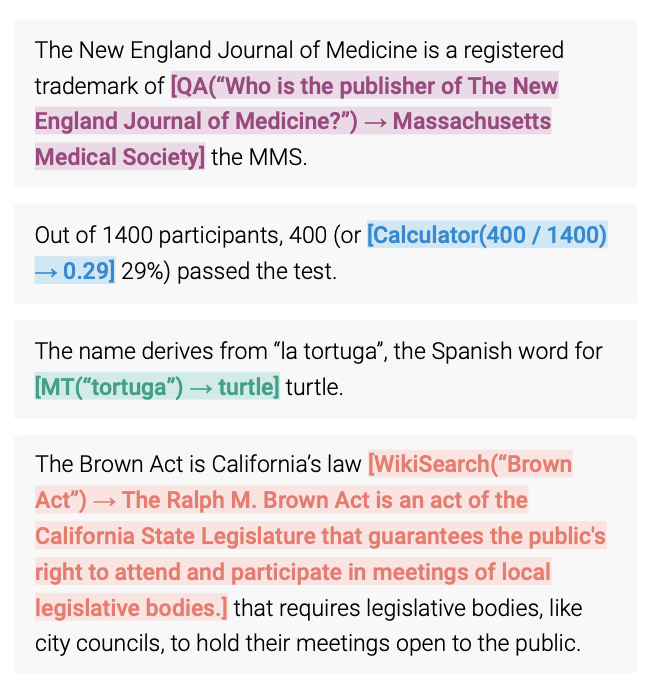 The New England Journal of Medicine is a registered
trademark of [QA(“Who is the publisher of The New
England Journal of Medicine?”) → Massachusetts
Medical Society] the MMS.
Out of 1400 participants, 400 (or [Calculator(400 / 1400)
→ 0.29] 29%) passed the test.
The name derives from “la tortuga”, the Spanish word for
[MT(“tortuga”) → turtle] turtle.
The Brown Act is California’s law [WikiSearch(“Brown
Act”) → The Ralph M. Brown Act is an act of the
California State Legislature that guarantees the public's
right to attend and participate in meetings of local
legislative bodies.] that requires legislative bodies, like
city councils, to hold their meetings open to the public.